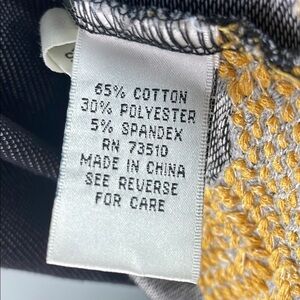 65% COTTON
30% POLYESTER
5% SPANDEX
RN 73510
MADE IN CHINA
SEE REVERSE
FOR CARE